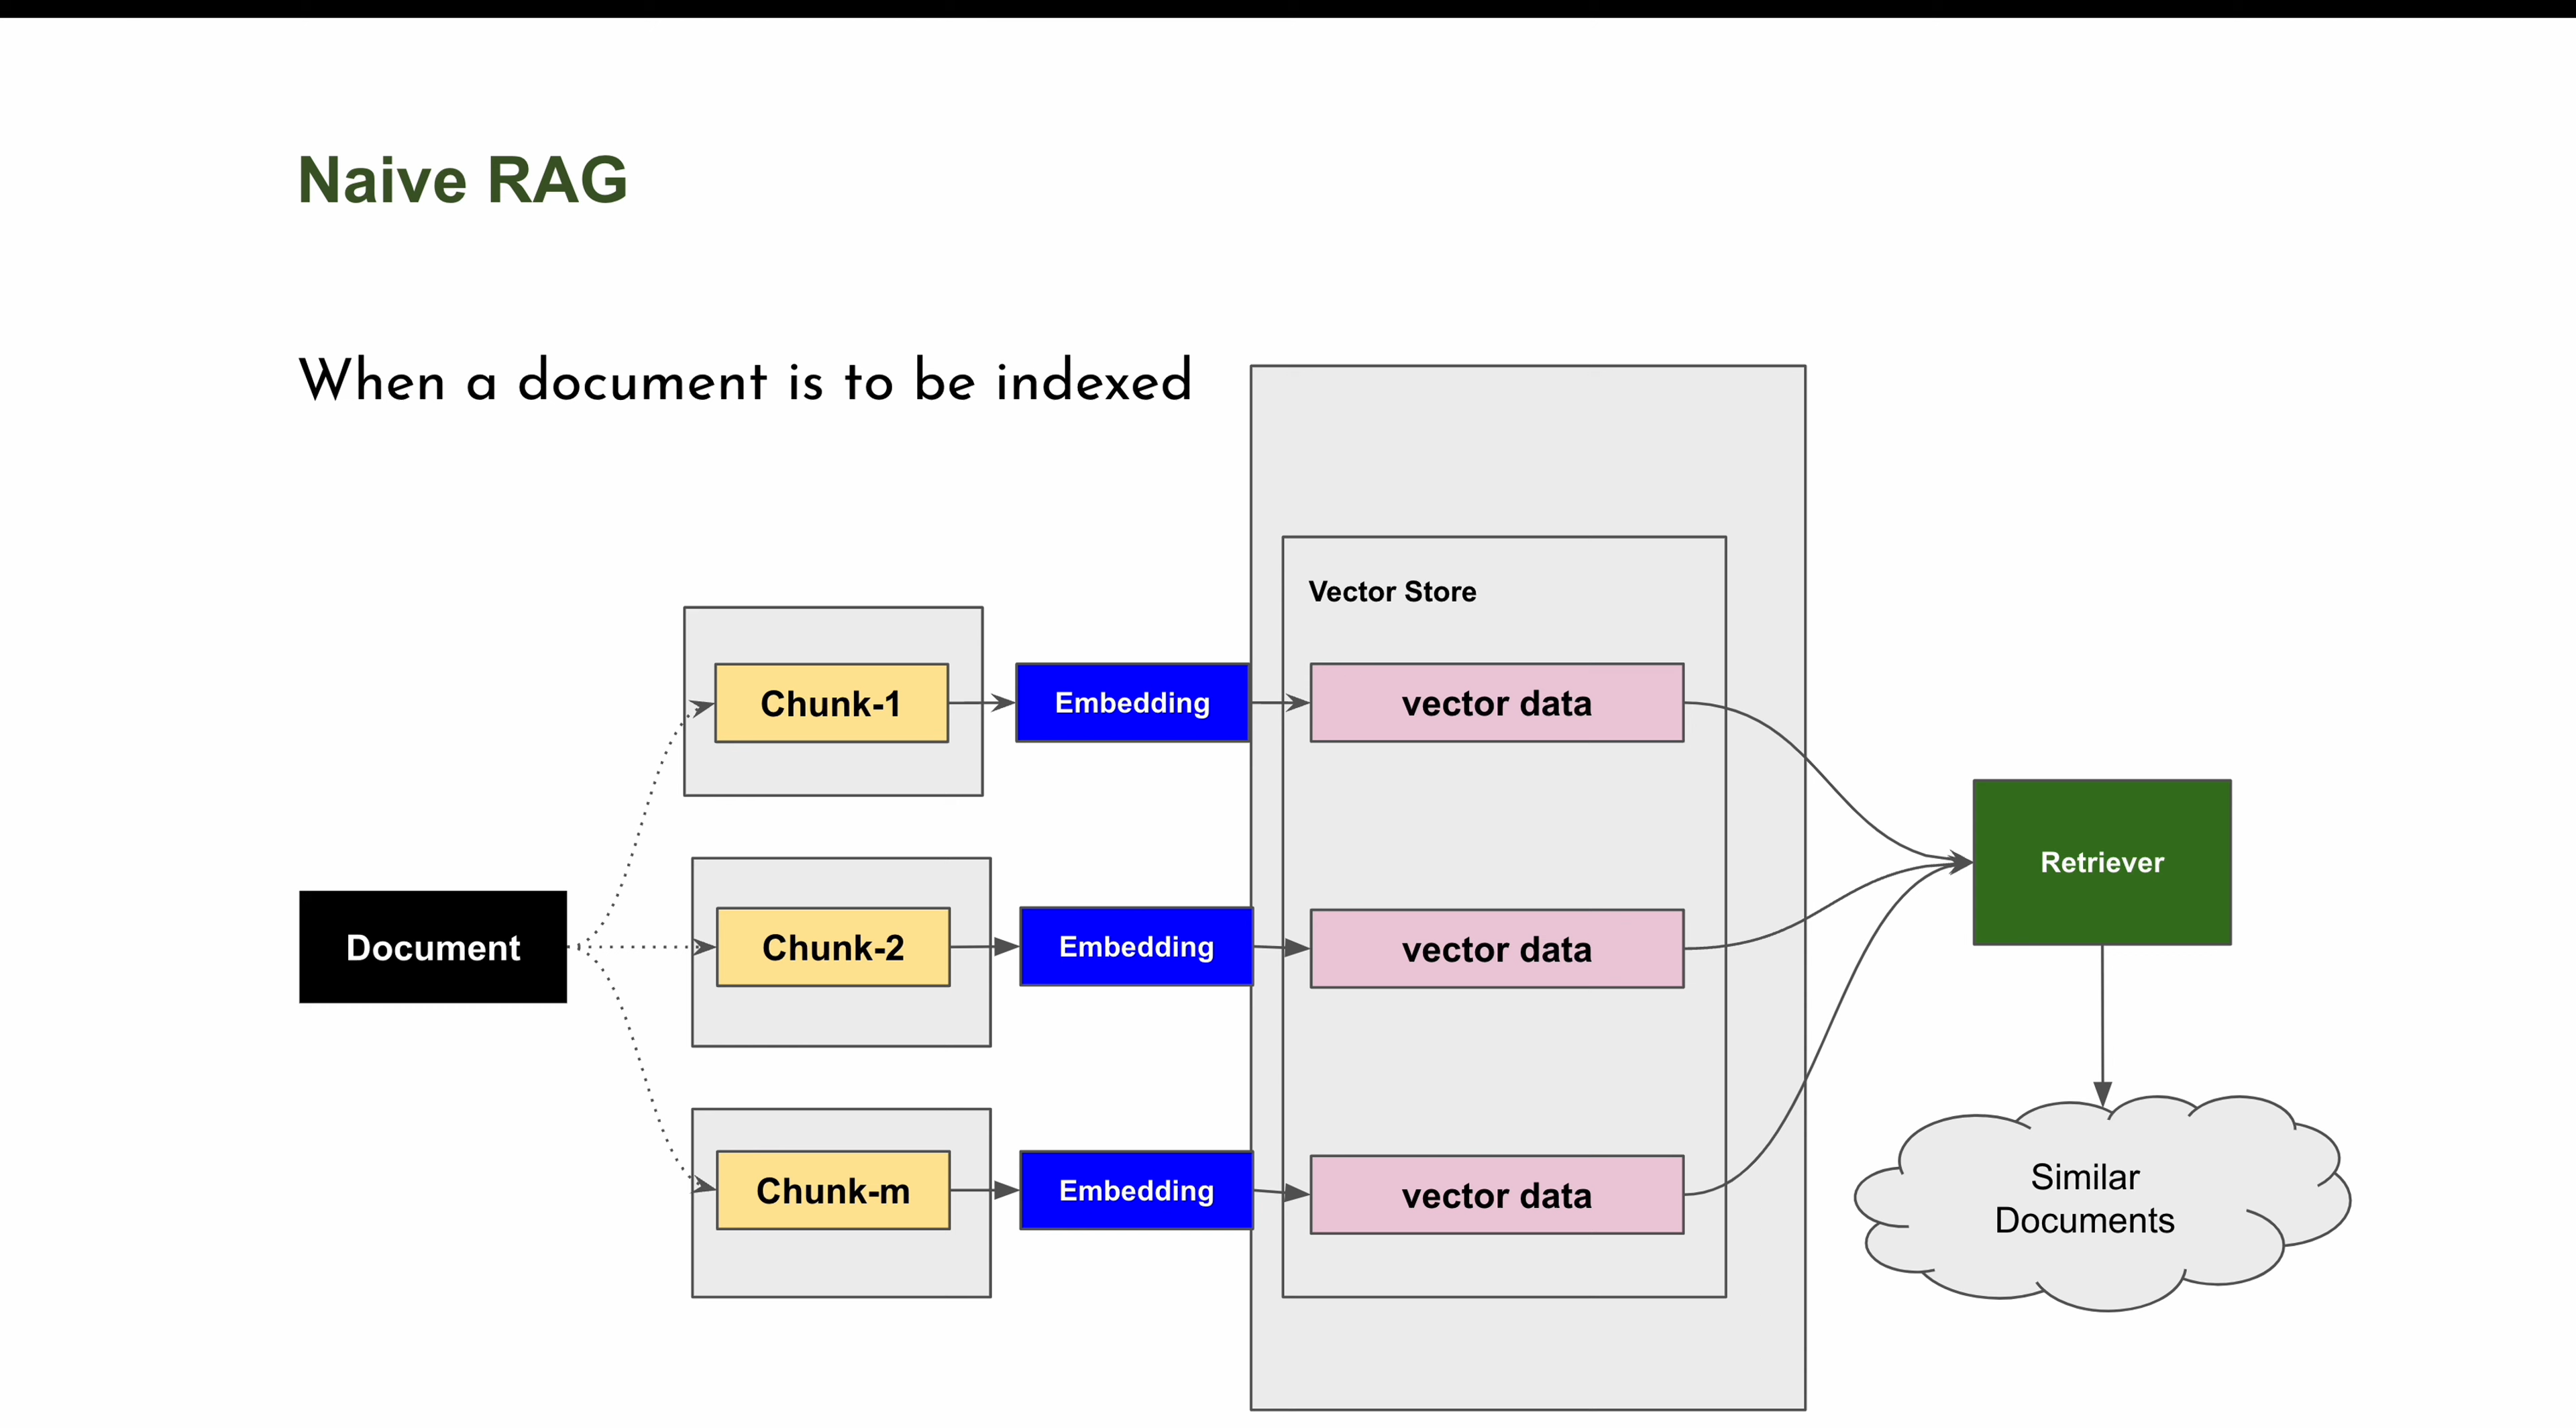 Naive RAG
When a document is to be indexed
Vector Store
Chunk-1
Embedding
vector data
Retriever
Document
Chunk-2
Embedding
vector data
Chunk-m
Embedding
vector data
Similar
Documents